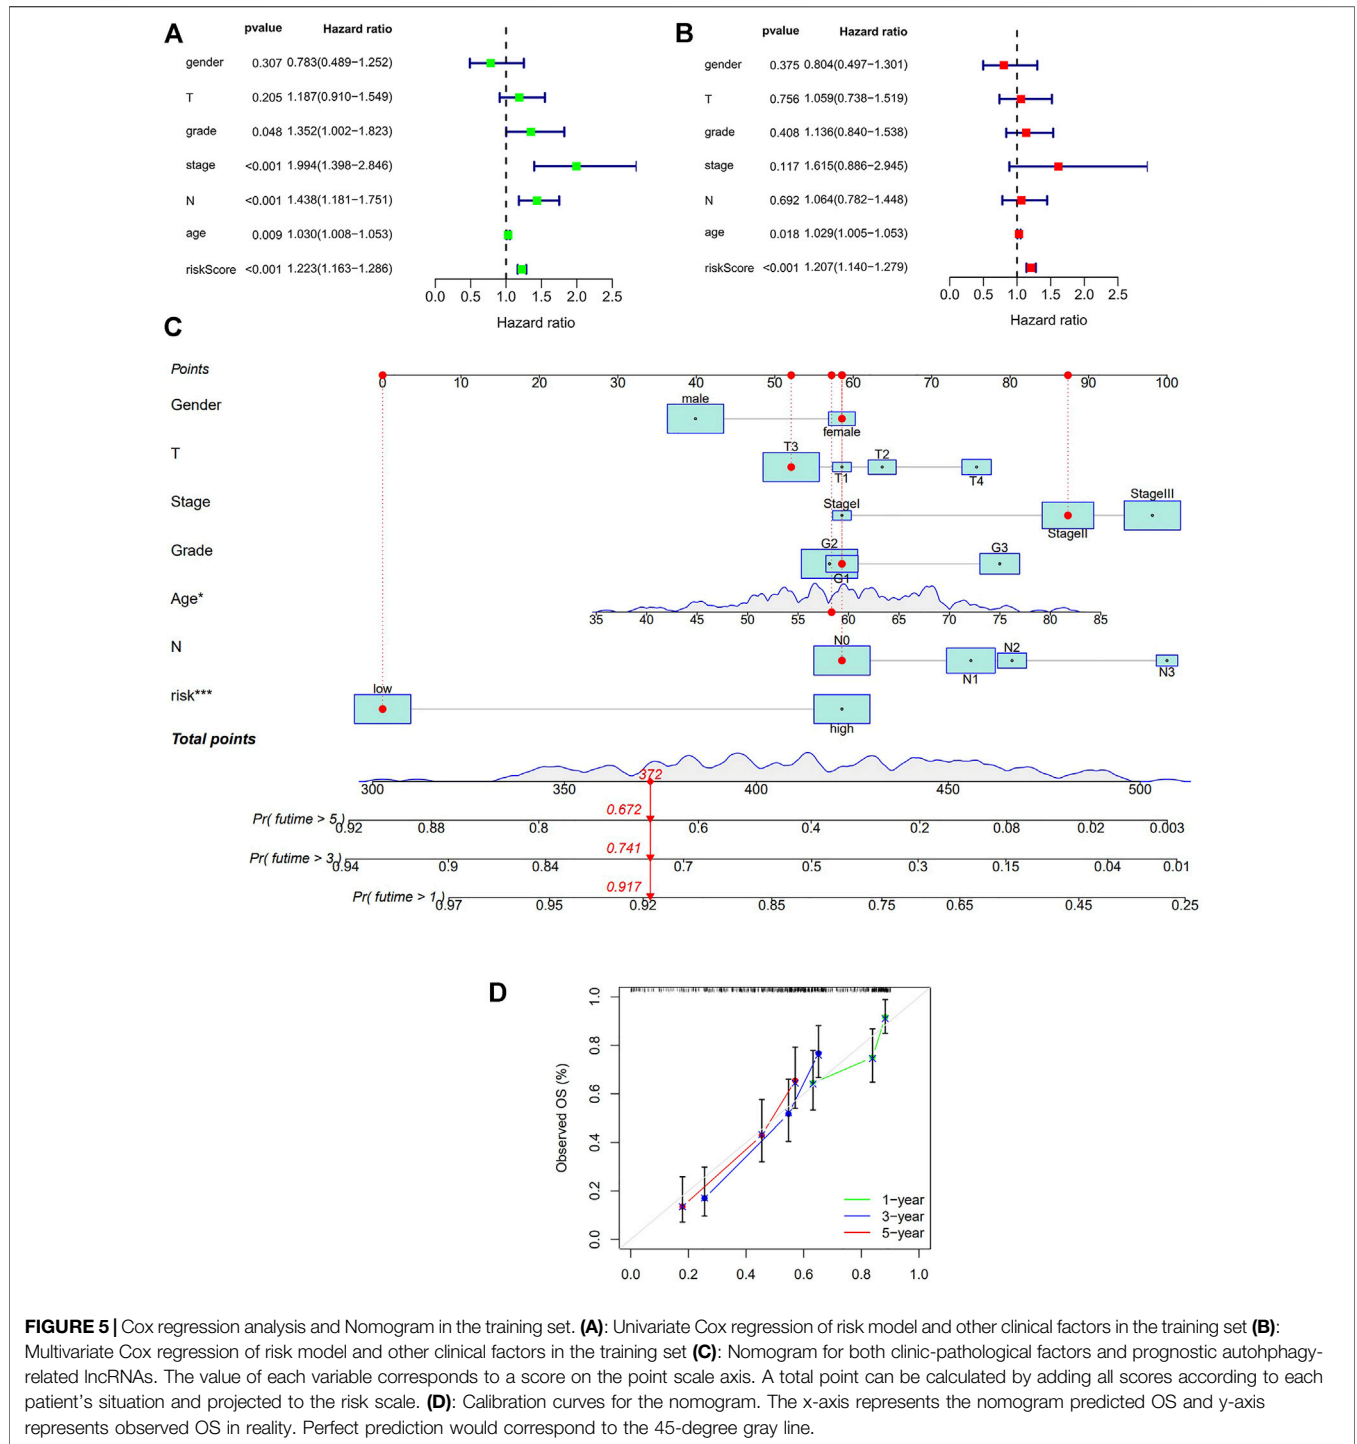 A
pvalue Hazard ratio
gender 0.307 0.783(0.489−1.252)
T 0.205 1.187(0.910−1.549)
grade 0.048 1.352(1.002−1.823)
stage <0.001 1.994(1.398−2.846)
N <0.001 1.438(1.181−1.751)
age 0.009 1.030(1.008−1.053)
riskScore <0.001 1.223(1.163−1.286)
0.0 0.5 1.0 1.5 2.0 2.5
Hazard ratio
B
pvalue Hazard ratio
gender 0.375 0.804(0.497−1.301)
T 0.756 1.059(0.738−1.519)
grade 0.408 1.136(0.840−1.538)
stage 0.117 1.615(0.886−2.945)
N 0.692 1.064(0.782−1.448)
age 0.018 1.029(1.005−1.053)
riskScore <0.001 1.207(1.140−1.279)
0.0 0.5 1.0 1.5 2.0 2.5
Hazard ratio
C
Points
0 10 20 30 40 50 60 70 80 90 100
Gender
male
female
T
T3 T2
T1 T4
Stage
StageI StageIII
StageII
Grade
G2 G3
G1
Age*
35 40 45 50 55 60 65 70 75 80 85
N
N0 N2
N1 N3
risk***
low
high
Total points
372
300 350 400 450 500
0.672
Pr( futime > 5 )
0.92 0.88 0.8 0.6 0.4 0.2 0.08 0.02 0.003
0.741
Pr( futime > 3 )
0.94 0.9 0.84 0.7 0.5 0.3 0.15 0.04 0.01
0.917
Pr( futime > 1 )
0.97 0.95 0.92 0.85 0.75 0.65 0.45 0.25
D
Observed OS (%)
1.0
0.8
0.6
0.4
0.2
0.0
1−year
3−year
5−year
0.0 0.2 0.4 0.6 0.8 1.0
FIGURE 5 | Cox regression analysis and Nomogram in the training set. (A): Univariate Cox regression of risk model and other clinical factors in the training set (B):
Multivariate Cox regression of risk model and other clinical factors in the training set (C): Nomogram for both clinic-pathological factors and prognostic autohphagy-
related lncRNAs. The value of each variable corresponds to a score on the point scale axis. A total point can be calculated by adding all scores according to each
patient’s situation and projected to the risk scale. (D): Calibration curves for the nomogram. The x-axis represents the nomogram predicted OS and y-axis
represents observed OS in reality. Perfect prediction would correspond to the 45-degree gray line.